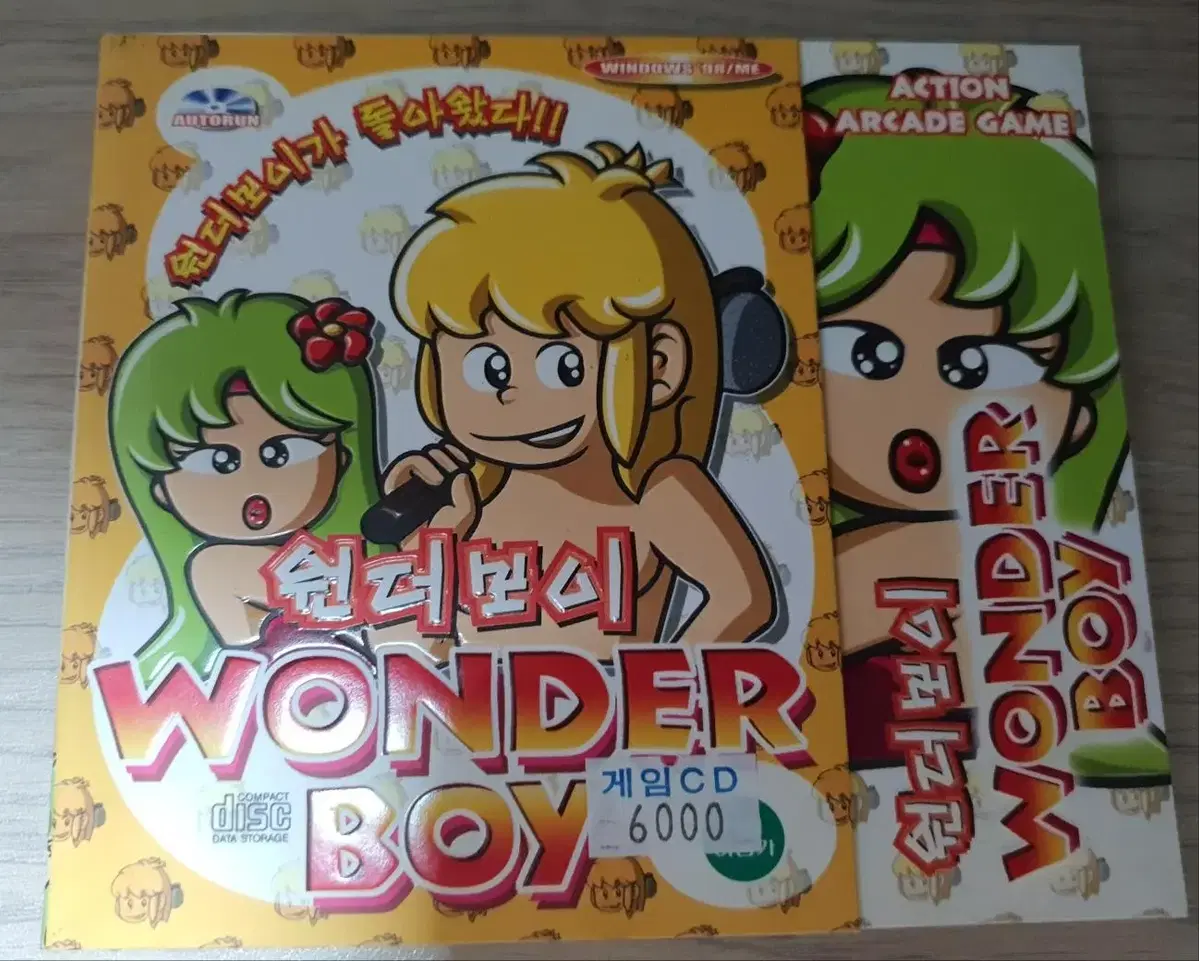 WINDOWS 98/ME
AUTORUN
원더보이가 돌아왔다!!
원더보이
WONDER
BOY
COMPACT
disc
DATA STORAGE
게임CD
6000
ACTION
ARCADE GAME
원더보이
WONDER
BOY